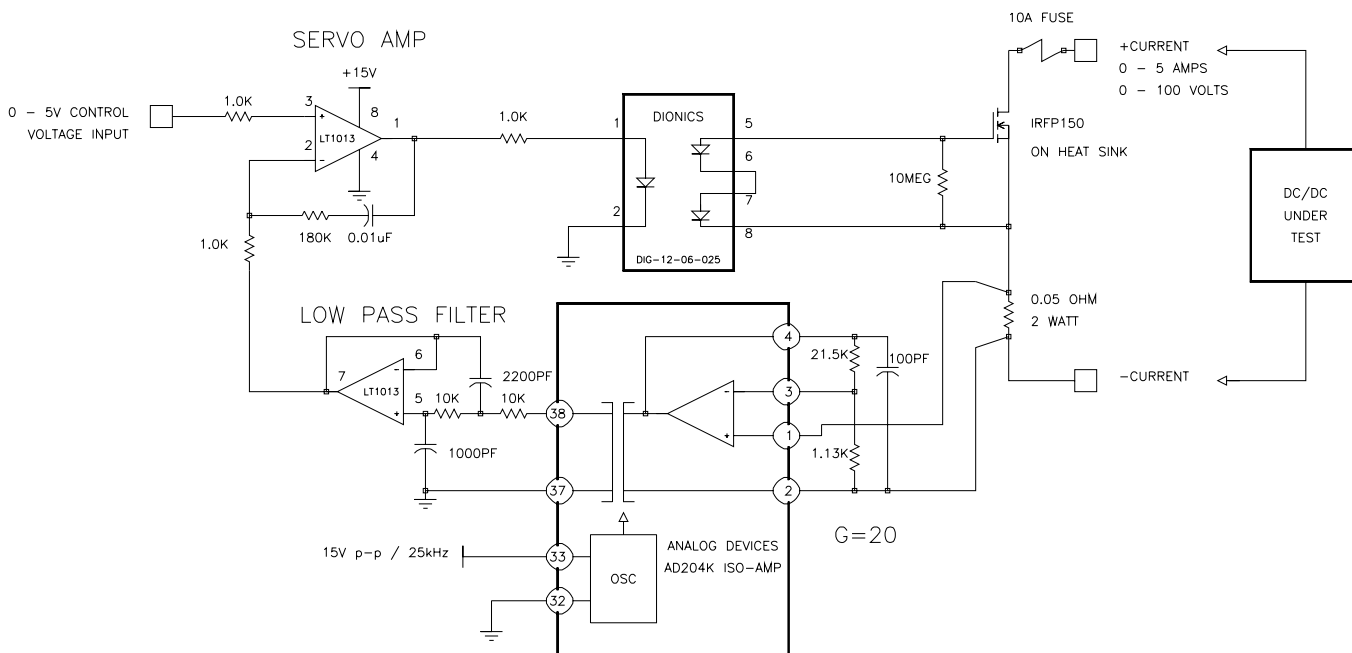 10A FUSE
SERVO AMP
+15V
+CURRENT
0 - 5 AMPS
0 - 100 VOLTS
0 - 5V CONTROL
VOLTAGE INPUT
1.0K
3
8
LT1013
1
2
4
1.0K
DIONICS
1
5
6
7
2
8
DIG-12-06-025
IRFP150
ON HEAT SINK
10MEG
DC/DC
UNDER
TEST
180K
0.01uF
1.0K
0.05 OHM
2 WATT
LOW PASS FILTER
4
21.5K
100PF
7
6
LT1013
5
2200PF
10K
10K
38
3
1
-CURRENT
1000PF
1.13K
37
2
G=20
15V p-p / 25kHz
33
OSC
32
ANALOG DEVICES
AD204K ISO-AMP